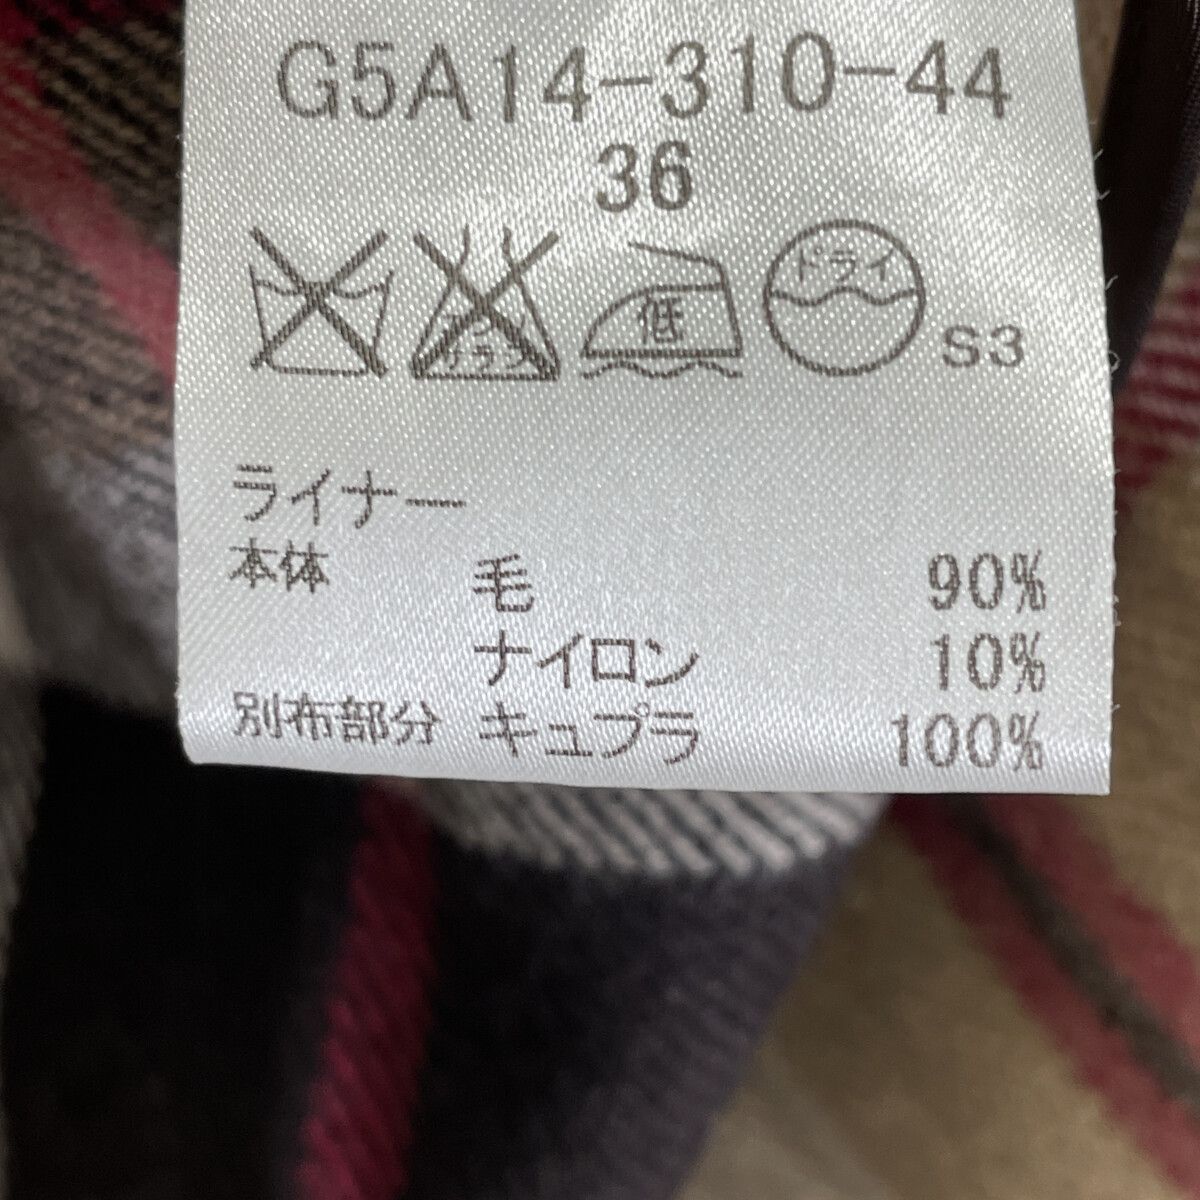 G5A14-310-44
36
低 ドライ S3
ライナー
本体 毛 90%
ナイロン 10%
別布部分 キュプラ 100%